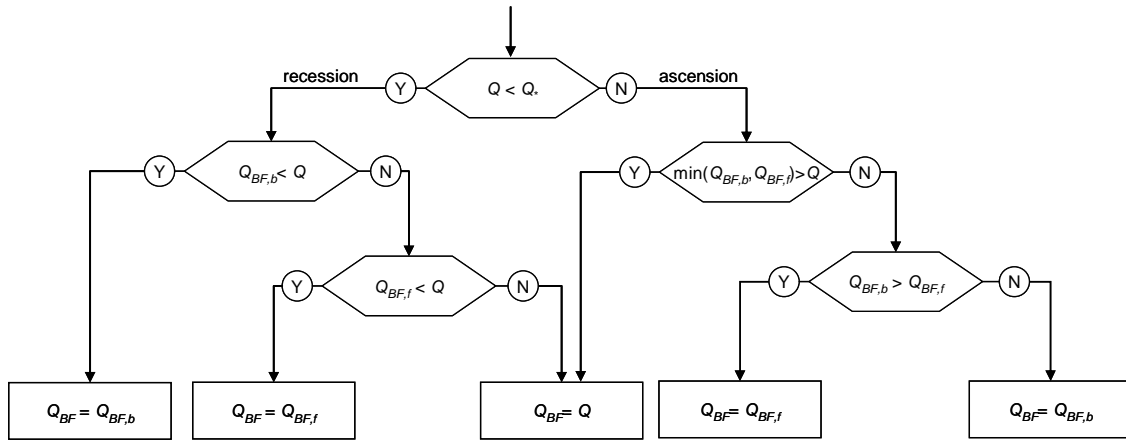 recession Y Q < Q* N ascension
Y Q_BF,b < Q N Y min(Q_BF,b, Q_BF,f)>Q N
Y Q_BF,f < Q N Y Q_BF,b > Q_BF,f N
Q_BF = Q_BF,b Q_BF = Q_BF,f Q_BF = Q Q_BF = Q_BF,f Q_BF = Q_BF,b